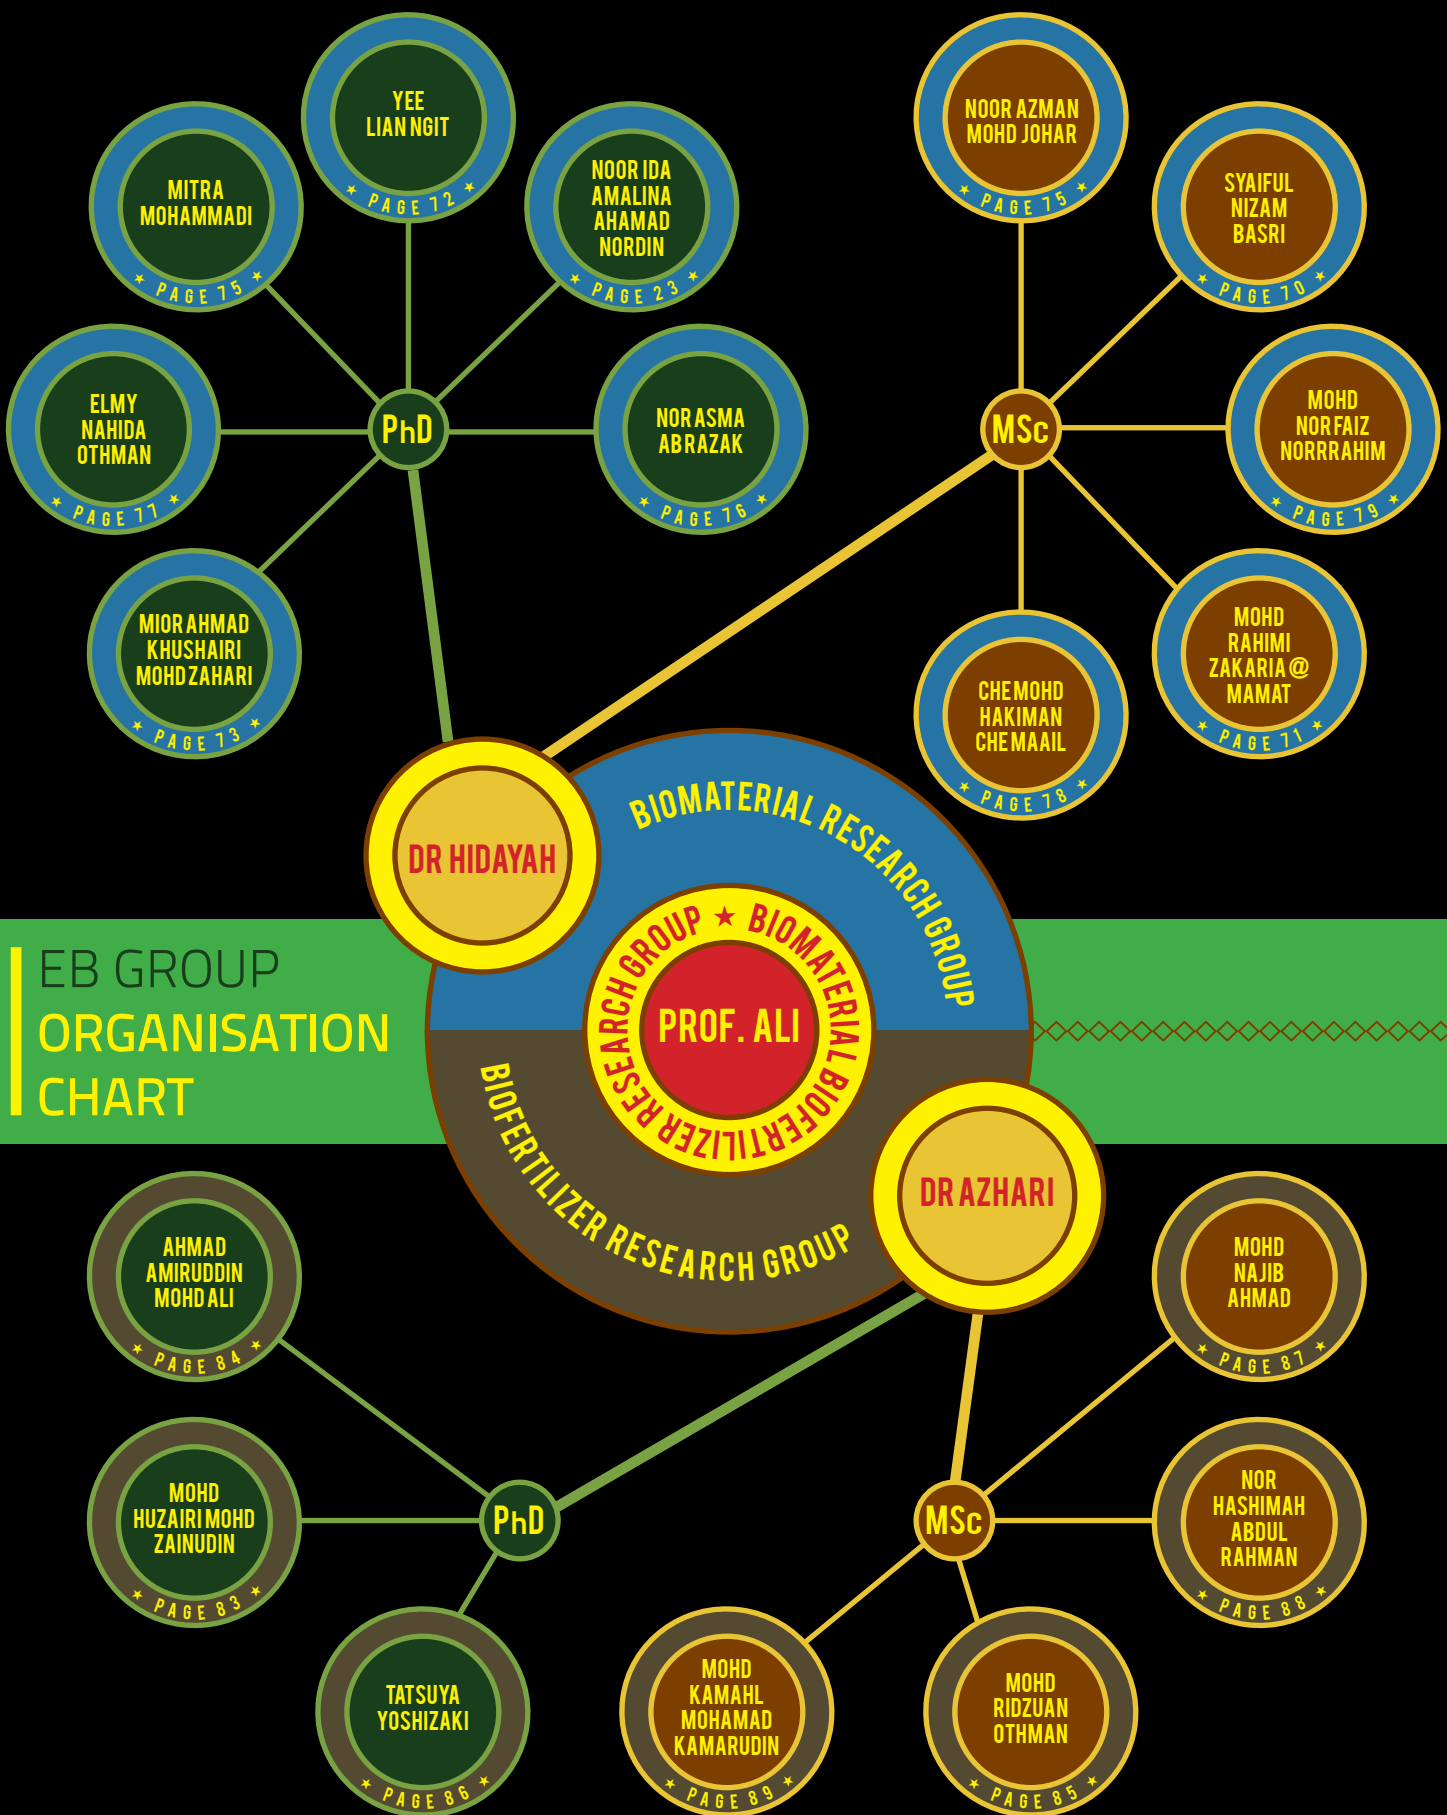 YEE
LIAN NGIT
★ PAGE 72 ★
NOOR AZMAN
MOHD JOHAR
★ PAGE 75 ★
MITRA
MOHAMMADI
★ PAGE 75 ★
NOOR IDA
AMALINA
AHAMAD
NORDIN
★ PAGE 23 ★
SYAIFUL
NIZAM
BASRI
★ PAGE 70 ★
ELMY
NAHIDA
OTHMAN
★ PAGE 77 ★
PhD
NOR ASMA
AB RAZAK
★ PAGE 76 ★
MSc
MOHD
NOR FAIZ
NORRRAHIM
★ PAGE 79 ★
MIOR AHMAD
KHUSHAIRI
MOHD ZAHARI
★ PAGE 73 ★
MOHD
RAHIMI
ZAKARIA @
MAMAT
★ PAGE 71 ★
CHE MOHD
HAKIMAN
CHE MAAIL
★ PAGE 78 ★
DR HIDAYAH
BIOMATERIAL RESEARCH GROUP
EB GROUP
ORGANISATION
CHART
★ BIOMATERIAL BIOFERTILIZER RESEARCH GROUP
PROF. ALI
BIOFERTILIZER RESEARCH GROUP
DR AZHARI
AHMAD
AMIRUDDIN
MOHD ALI
★ PAGE 84 ★
MOHD
NAJIB
AHMAD
★ PAGE 87 ★
MOHD
HUZAIRI MOHD
ZAINUDIN
★ PAGE 83 ★
PhD
MSc
NOR
HASHIMAH
ABDUL
RAHMAN
★ PAGE 88 ★
TATSUYA
YOSHIZAKI
★ PAGE 86 ★
MOHD
KAMAHL
MOHAMAD
KAMARUDIN
★ PAGE 89 ★
MOHD
RIDZUAN
OTHMAN
★ PAGE 85 ★